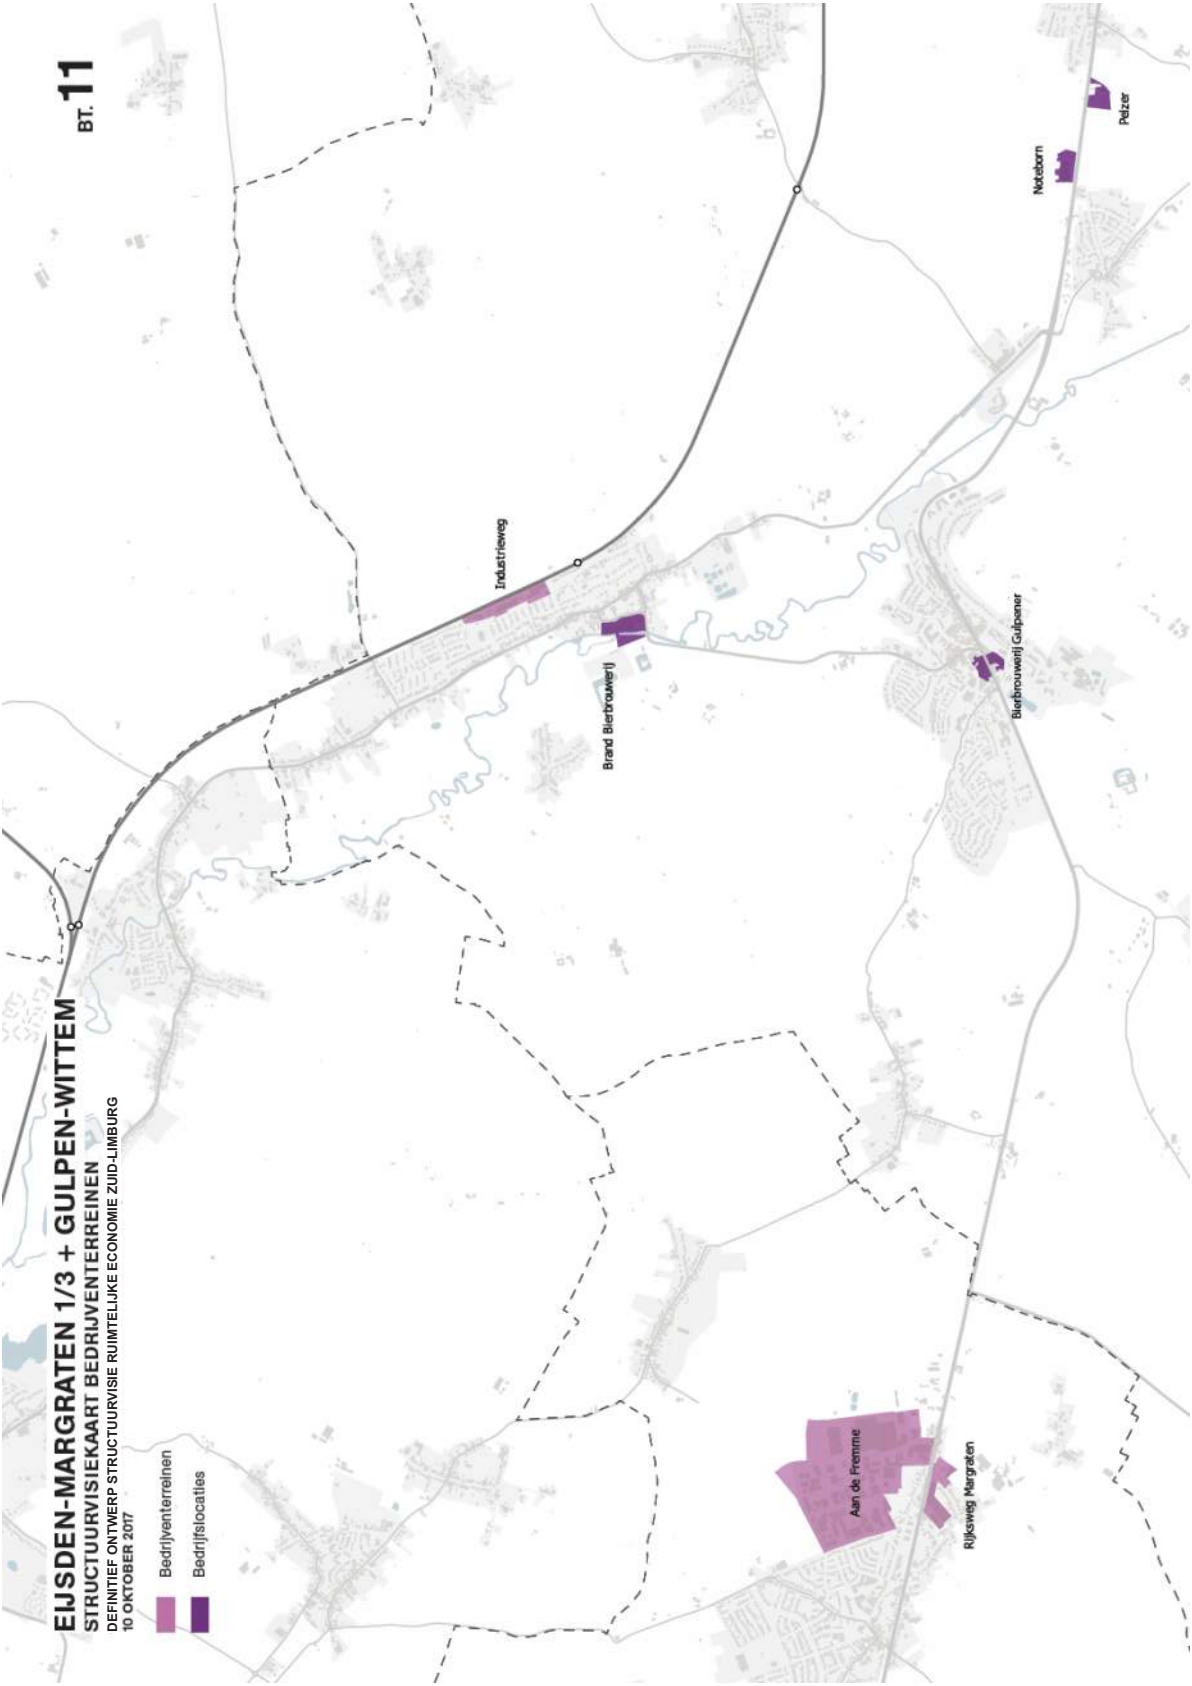 EIJSDEN-MARGRATEN 1/3 + GULPEN-WITTEM
STRUCTUURVISIEKAART BEDRIJVENTERREINEN
DEFINITIEF ONTWERP STRUCTUURVISIE RUIMTELIJKE ECONOMIE ZUID-LIMBURG
10 OKTOBER 2017
BT. 11
Bedrijventerreinen
Bedrijfslocaties
Industrieweg
Brand Bierbrouwerij
Noteborn
Pelzer
Bierbrouwerij Gulpener
Aan de Fremme
Rijksweg Margraten